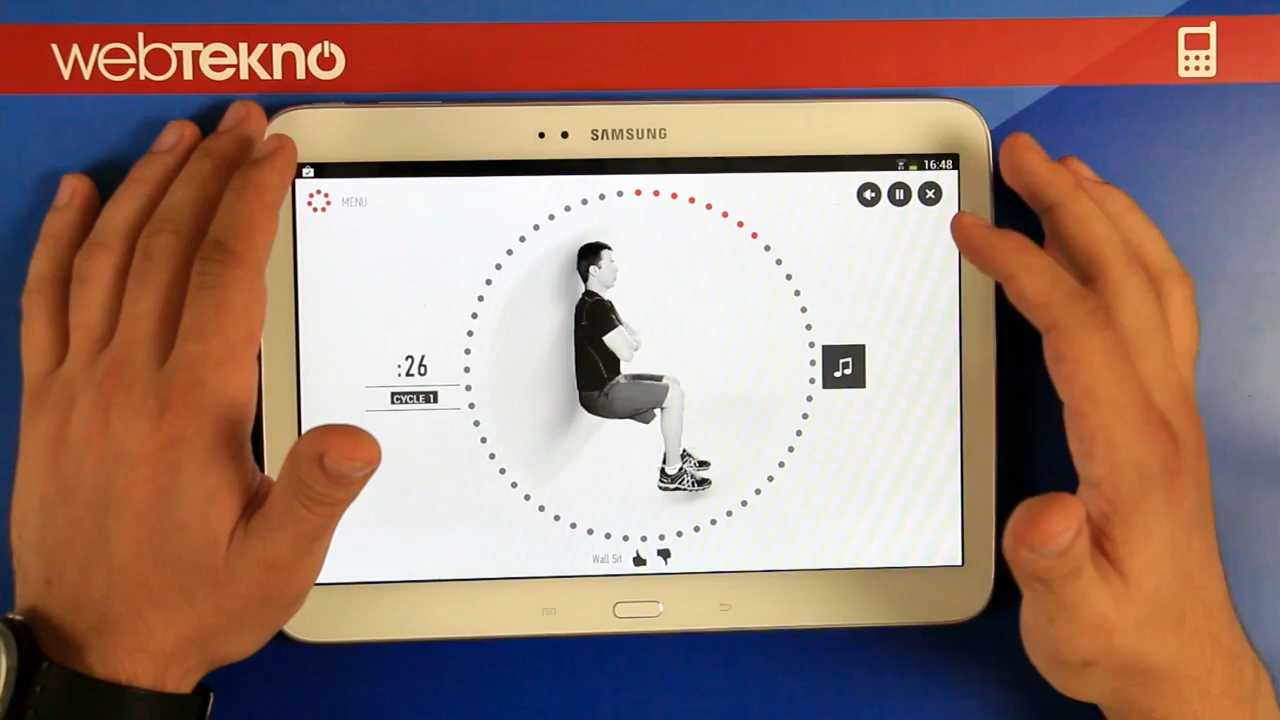 webTEKNO
SAMSUNG
16:48
MENU
:26
CYCLE 1
Wall Sit